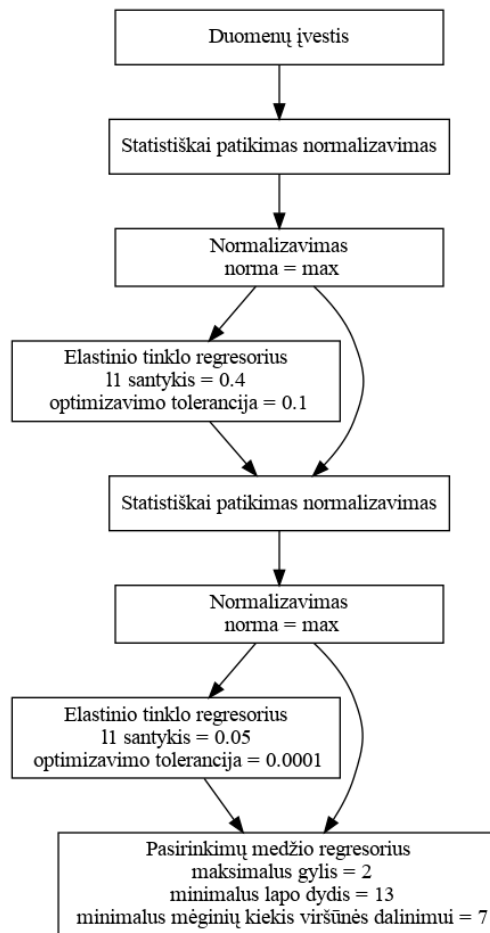 Duomenų įvestis
Statistiškai patikimas normalizavimas
Normalizavimas
norma = max
Elastinio tinklo regresorius
l1 santykis = 0.4
optimizavimo tolerancija = 0.1
Statistiškai patikimas normalizavimas
Normalizavimas
norma = max
Elastinio tinklo regresorius
l1 santykis = 0.05
optimizavimo tolerancija = 0.0001
Pasirinkimų medžio regresorius
maksimalus gylis = 2
minimalus lapo dydis = 13
minimalus mėginių kiekis viršūnės dalinimui = 7